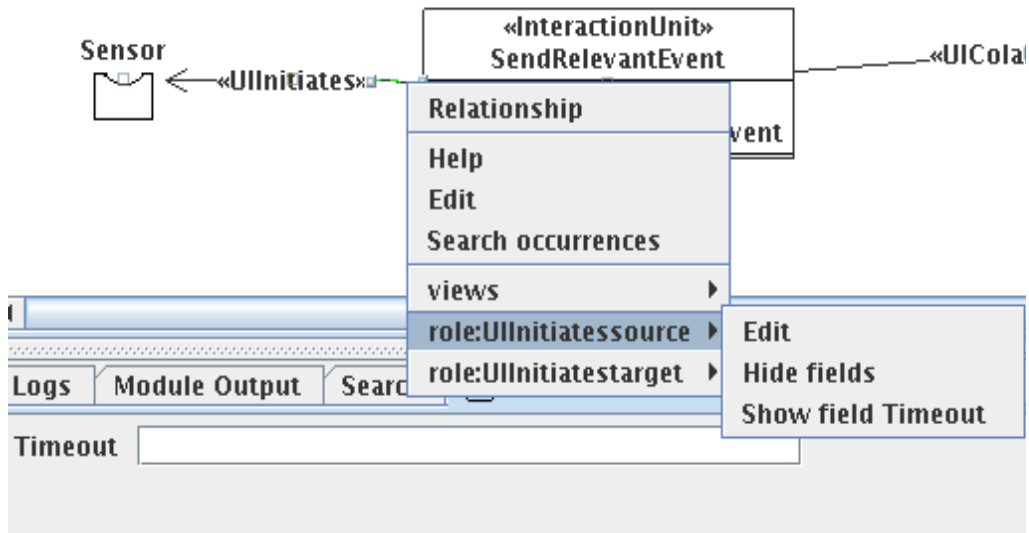 «InteractionUnit»
SendRelevantEvent
Sensor
«UIInitiates»
«UICola
Relationship
vent
Help
Edit
Search occurrences
views
role:UIInitiatessource
Edit
role:UIInitiatestarget
Hide fields
Show field Timeout
Logs
Module Output
Searc
Timeout